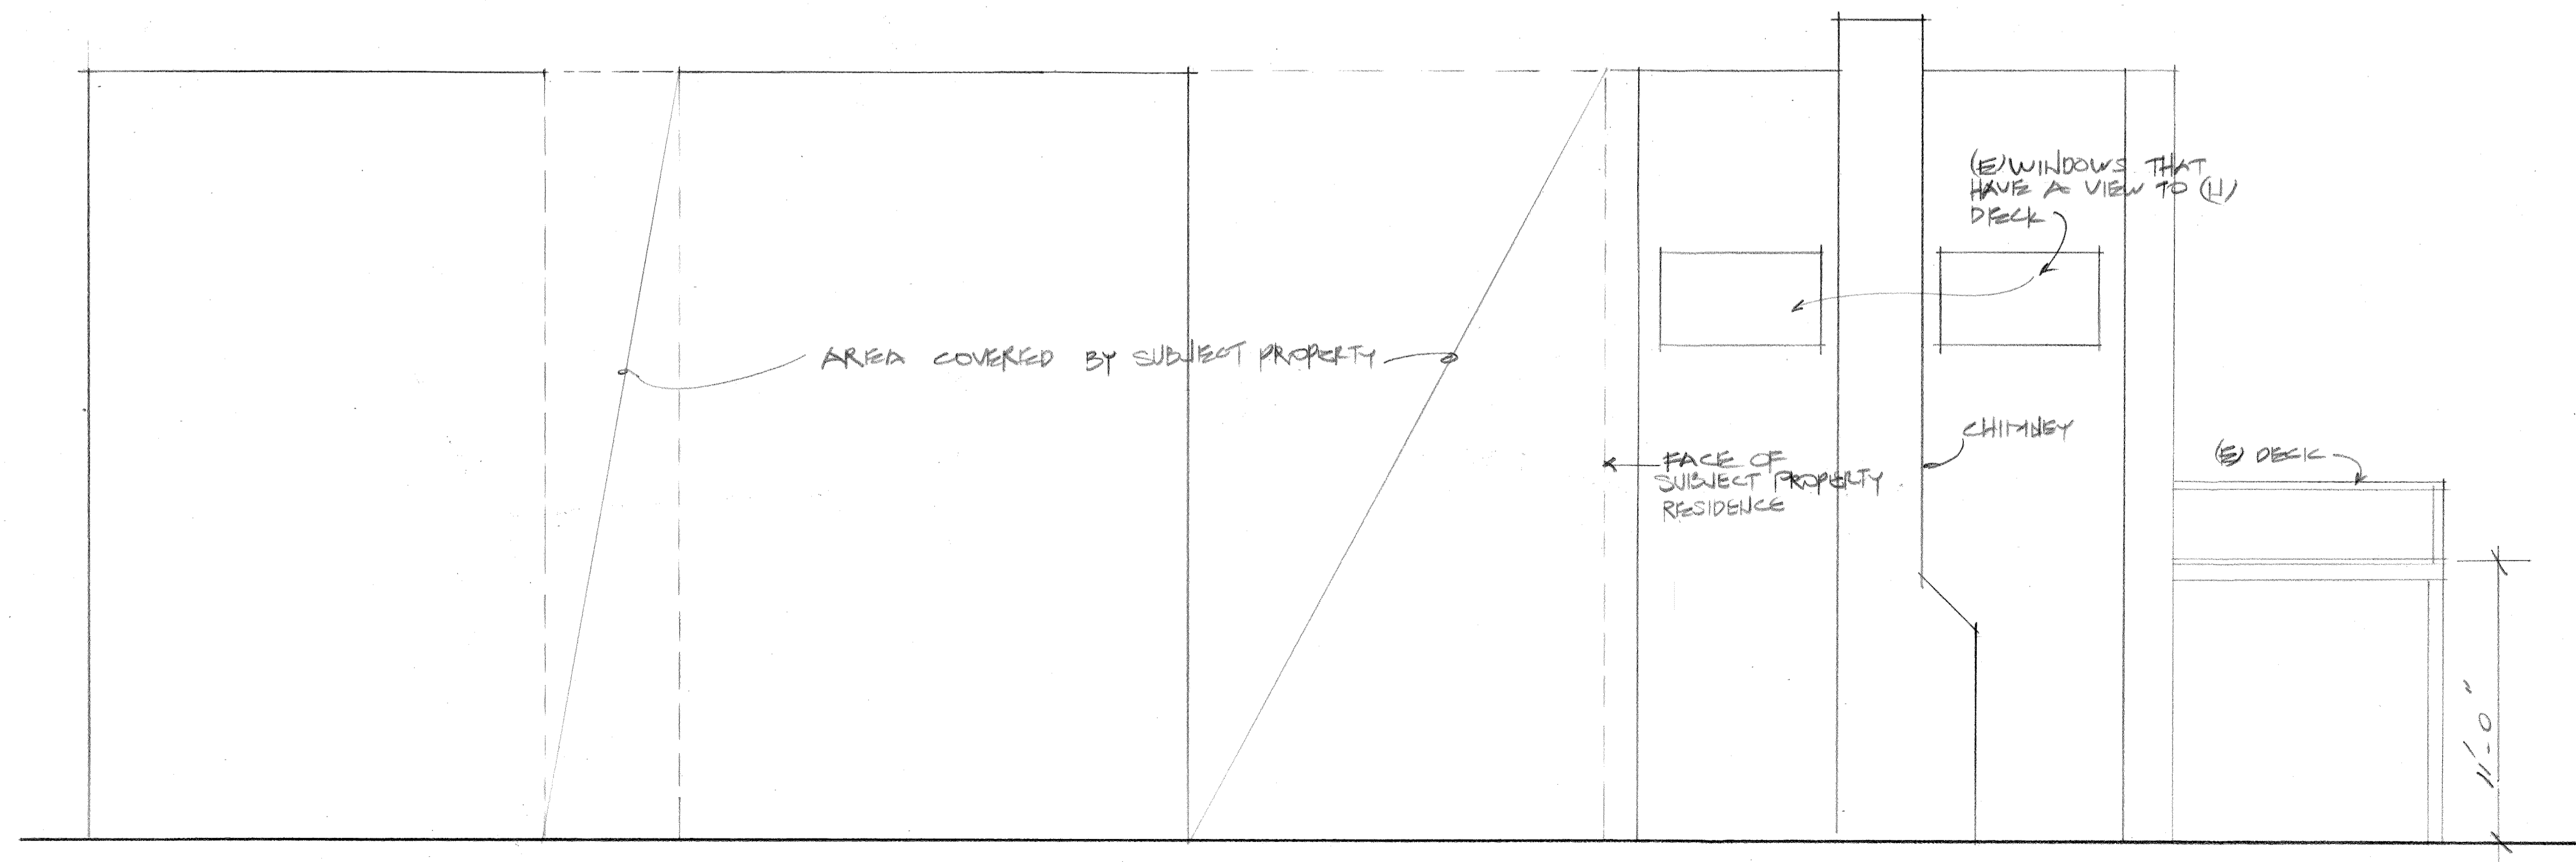 (E) WINDOWS THAT
HAVE A VIEW TO (N)
DECK
AREA COVERED BY SUBJECT PROPERTY
CHIMNEY
FACE OF
SUBJECT PROPERTY
RESIDENCE
(E) DECK
11'-0"